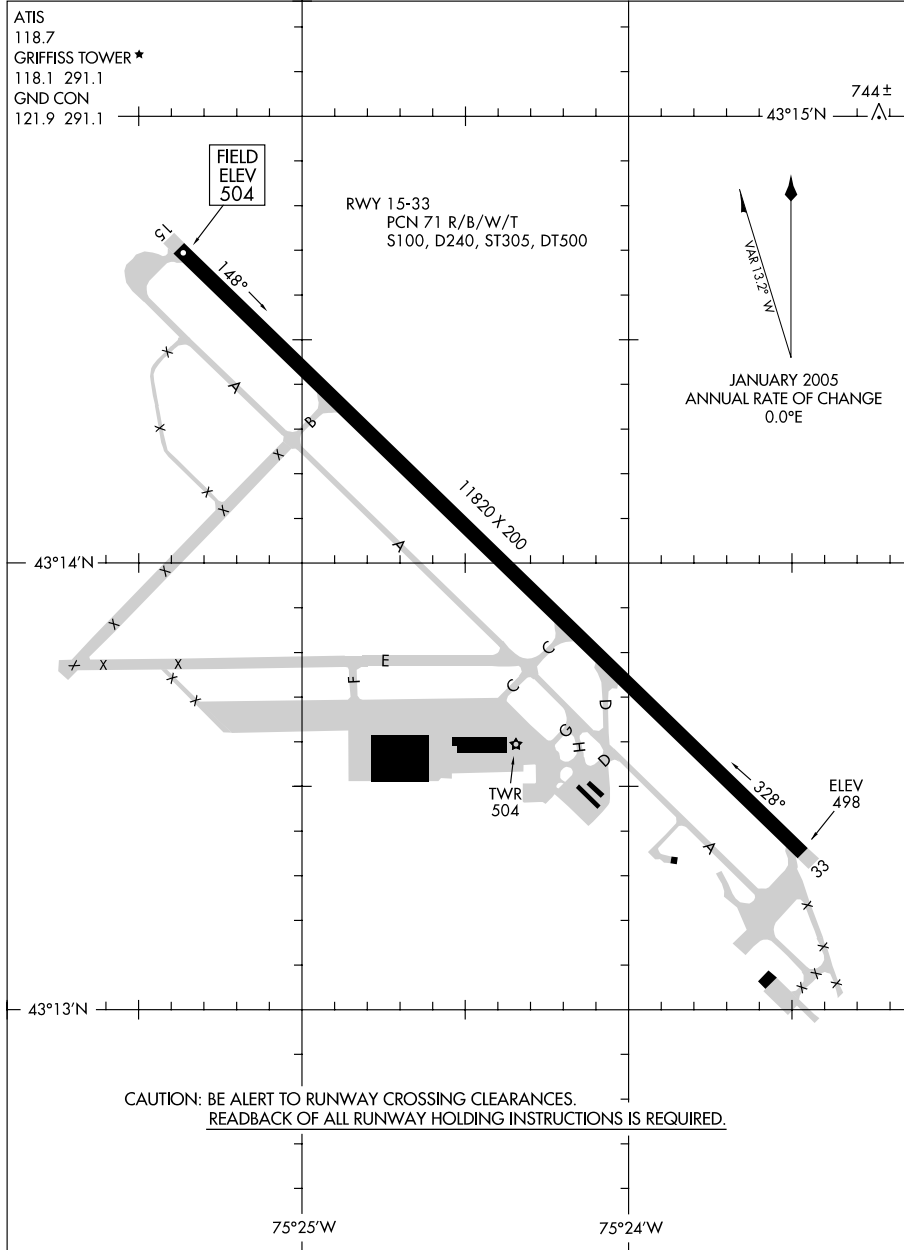 ATIS
118.7
GRIFFISS TOWER ★
118.1 291.1
GND CON
121.9 291.1
744±
43°15′N
FIELD
ELEV
504
RWY 15-33
PCN 71 R/B/W/T
S100, D240, ST305, DT500
VAR 13.2° W
JANUARY 2005
ANNUAL RATE OF CHANGE
0.0°E
15
148°
X
A
X
B
X
X
X
11820 X 200
A
43°14′N
X
X
C
X
X
X
E
X
F
C
X
D
G
H
D
TWR
504
328°
ELEV
498
A
33
X
X
X
X
X
43°13′N
CAUTION: BE ALERT TO RUNWAY CROSSING CLEARANCES.
READBACK OF ALL RUNWAY HOLDING INSTRUCTIONS IS REQUIRED.
75°25′W
75°24′W